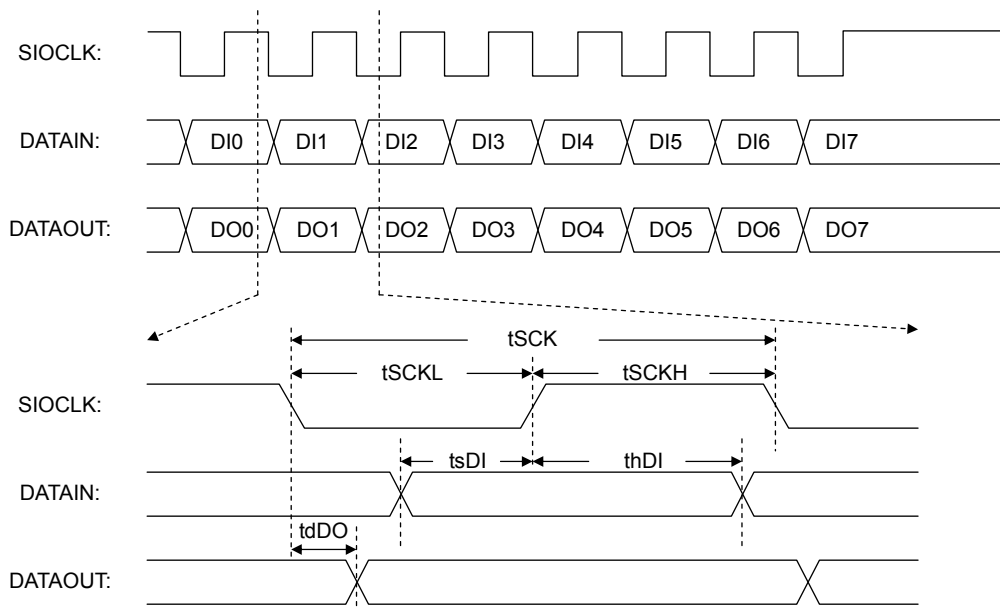 SIOCLK:
DATAIN: DI0 DI1 DI2 DI3 DI4 DI5 DI6 DI7
DATAOUT: DO0 DO1 DO2 DO3 DO4 DO5 DO6 DO7
tSCK
tSCKL tSCKH
SIOCLK:
tsDI thDI
DATAIN:
tdDO
DATAOUT: